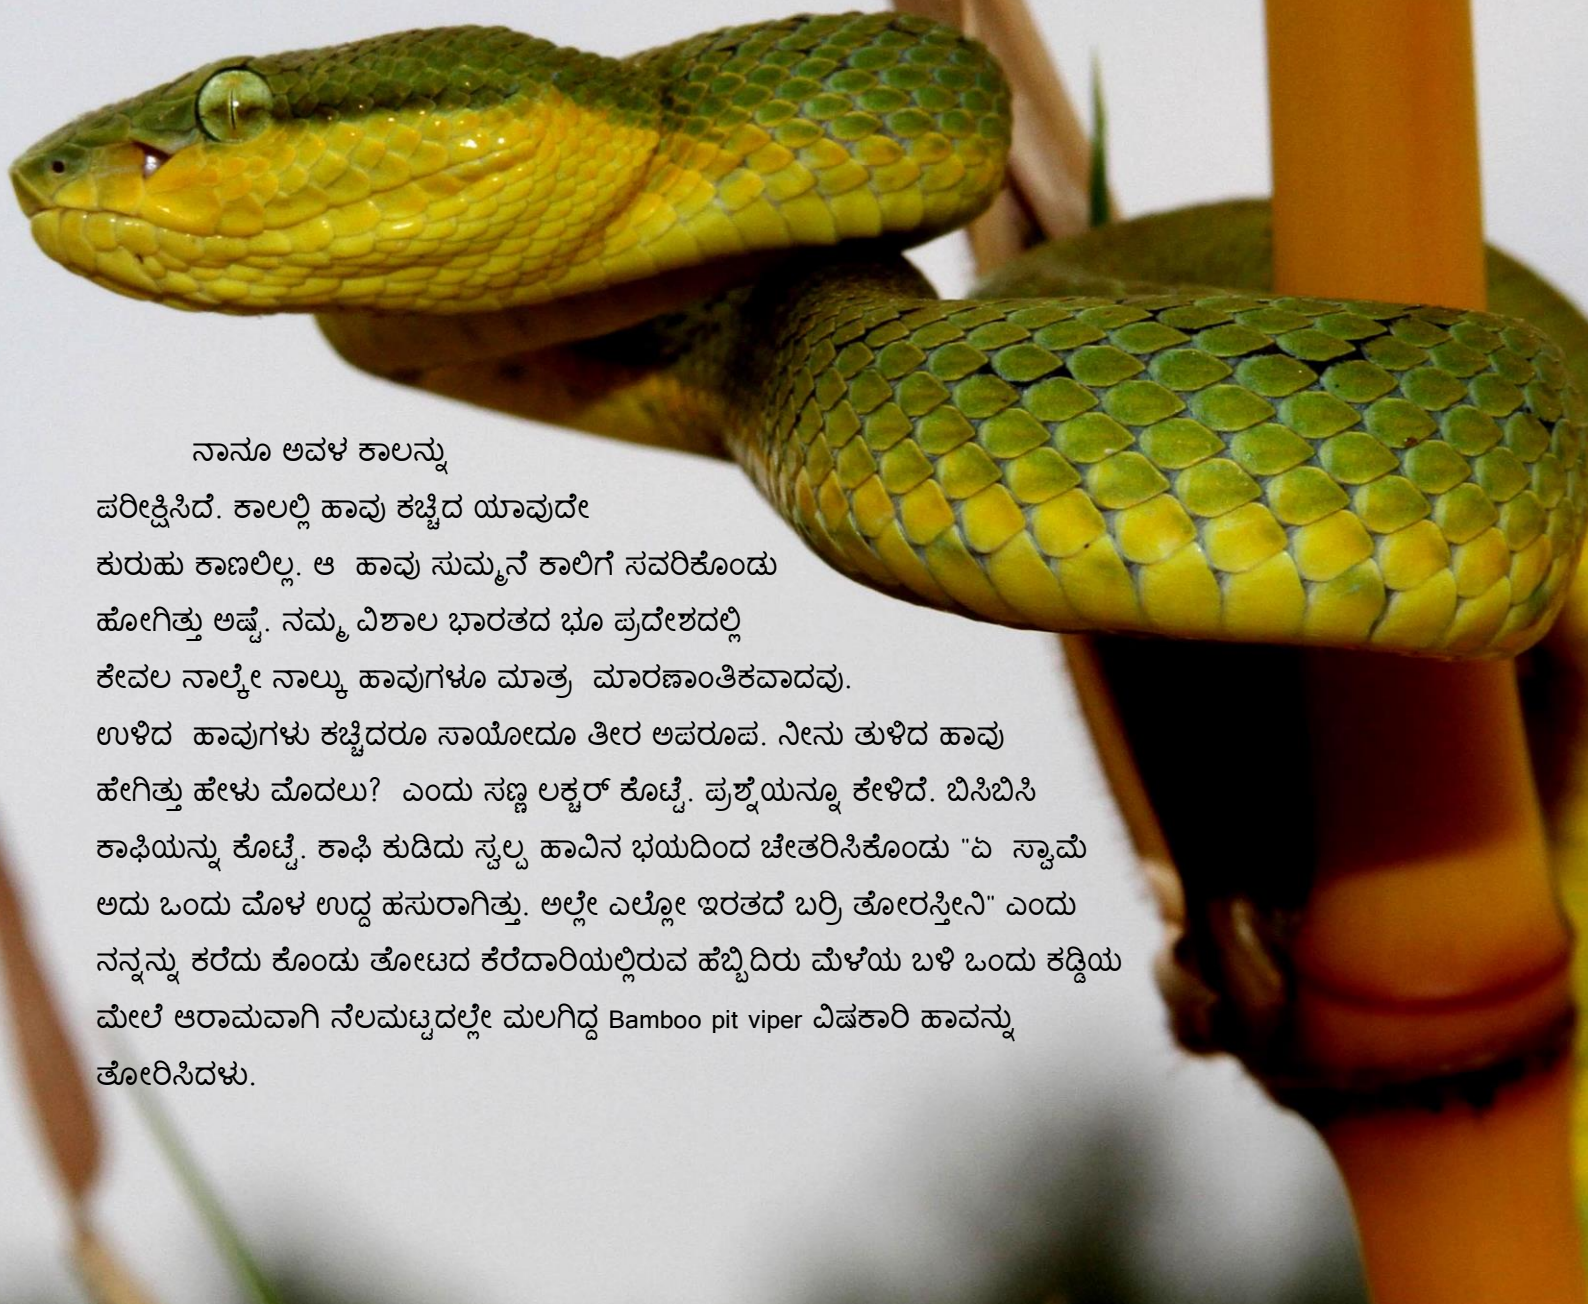 ನಾನೂ ಅವಳ ಕಾಲನ್ನು
ಪರೀಕ್ಷಿಸಿದೆ. ಕಾಲಲ್ಲಿ ಹಾವು ಕಚ್ಚಿದ ಯಾವುದೇ
ಕುರುಹು ಕಾಣಲಿಲ್ಲ. ಆ ಹಾವು ಸುಮ್ಮನೆ ಕಾಲಿಗೆ ಸವರಿಕೊಂಡು
ಹೋಗಿತ್ತು ಅಷ್ಟೆ. ನಮ್ಮ ವಿಶಾಲ ಭಾರತದ ಭೂ ಪ್ರದೇಶದಲ್ಲಿ
ಕೇವಲ ನಾಲ್ಕೇ ನಾಲ್ಕು ಹಾವುಗಳೂ ಮಾತ್ರ ಮಾರಣಾಂತಿಕವಾದವು.
ಉಳಿದ ಹಾವುಗಳು ಕಚ್ಚಿದರೂ ಸಾಯೋದೂ ತೀರ ಅಪರೂಪ. ನೀನು ತುಳಿದ ಹಾವು
ಹೇಗಿತ್ತು ಹೇಳು ಮೊದಲು? ಎಂದು ಸಣ್ಣ ಲಕ್ಚರ್ ಕೊಟ್ಟೆ. ಪ್ರಶ್ನೆಯನ್ನೂ ಕೇಳಿದೆ. ಬಿಸಿಬಿಸಿ
ಕಾಫಿಯನ್ನು ಕೊಟ್ಟೆ. ಕಾಫಿ ಕುಡಿದು ಸ್ವಲ್ಪ ಹಾವಿನ ಭಯದಿಂದ ಚೇತರಿಸಿಕೊಂಡು "ಏ ಸ್ವಾಮೆ
ಅದು ಒಂದು ಮೊಳ ಉದ್ದ ಹಸುರಾಗಿತ್ತು. ಅಲ್ಲೇ ಎಲ್ಲೋ ಇರತದೆ ಬರ್ರಿ ತೋರಸ್ತೀನಿ" ಎಂದು
ನನ್ನನ್ನು ಕರೆದು ಕೊಂಡು ತೋಟದ ಕೆರೆದಾರಿಯಲ್ಲಿರುವ ಹೆಬ್ಬಿದಿರು ಮೆಳೆಯ ಬಳಿ ಒಂದು ಕಡ್ಡಿಯ
ಮೇಲೆ ಆರಾಮವಾಗಿ ನೆಲಮಟ್ಟದಲ್ಲೇ ಮಲಗಿದ್ದ Bamboo pit viper ವಿಷಕಾರಿ ಹಾವನ್ನು
ತೋರಿಸಿದಳು.